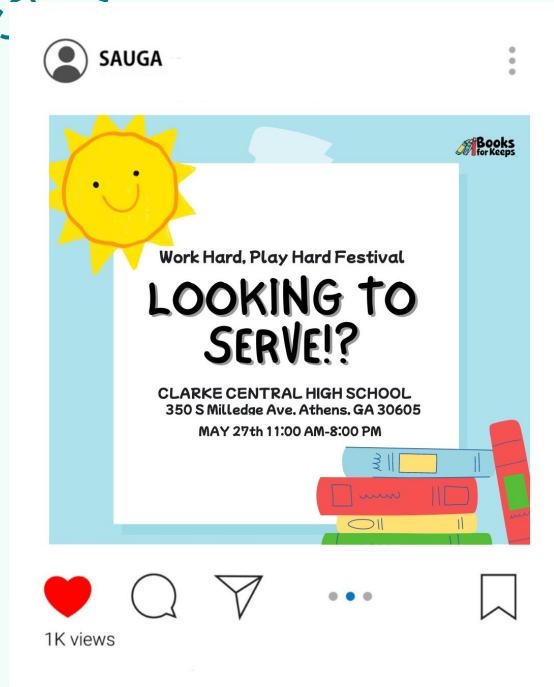 SAUGA
Books
for Keeps
Work Hard, Play Hard Festival
LOOKING TO
SERVE!?
CLARKE CENTRAL HIGH SCHOOL
350 S Milledge Ave, Athens, GA 30605
MAY 27th 11:00 AM-8:00 PM
1K views